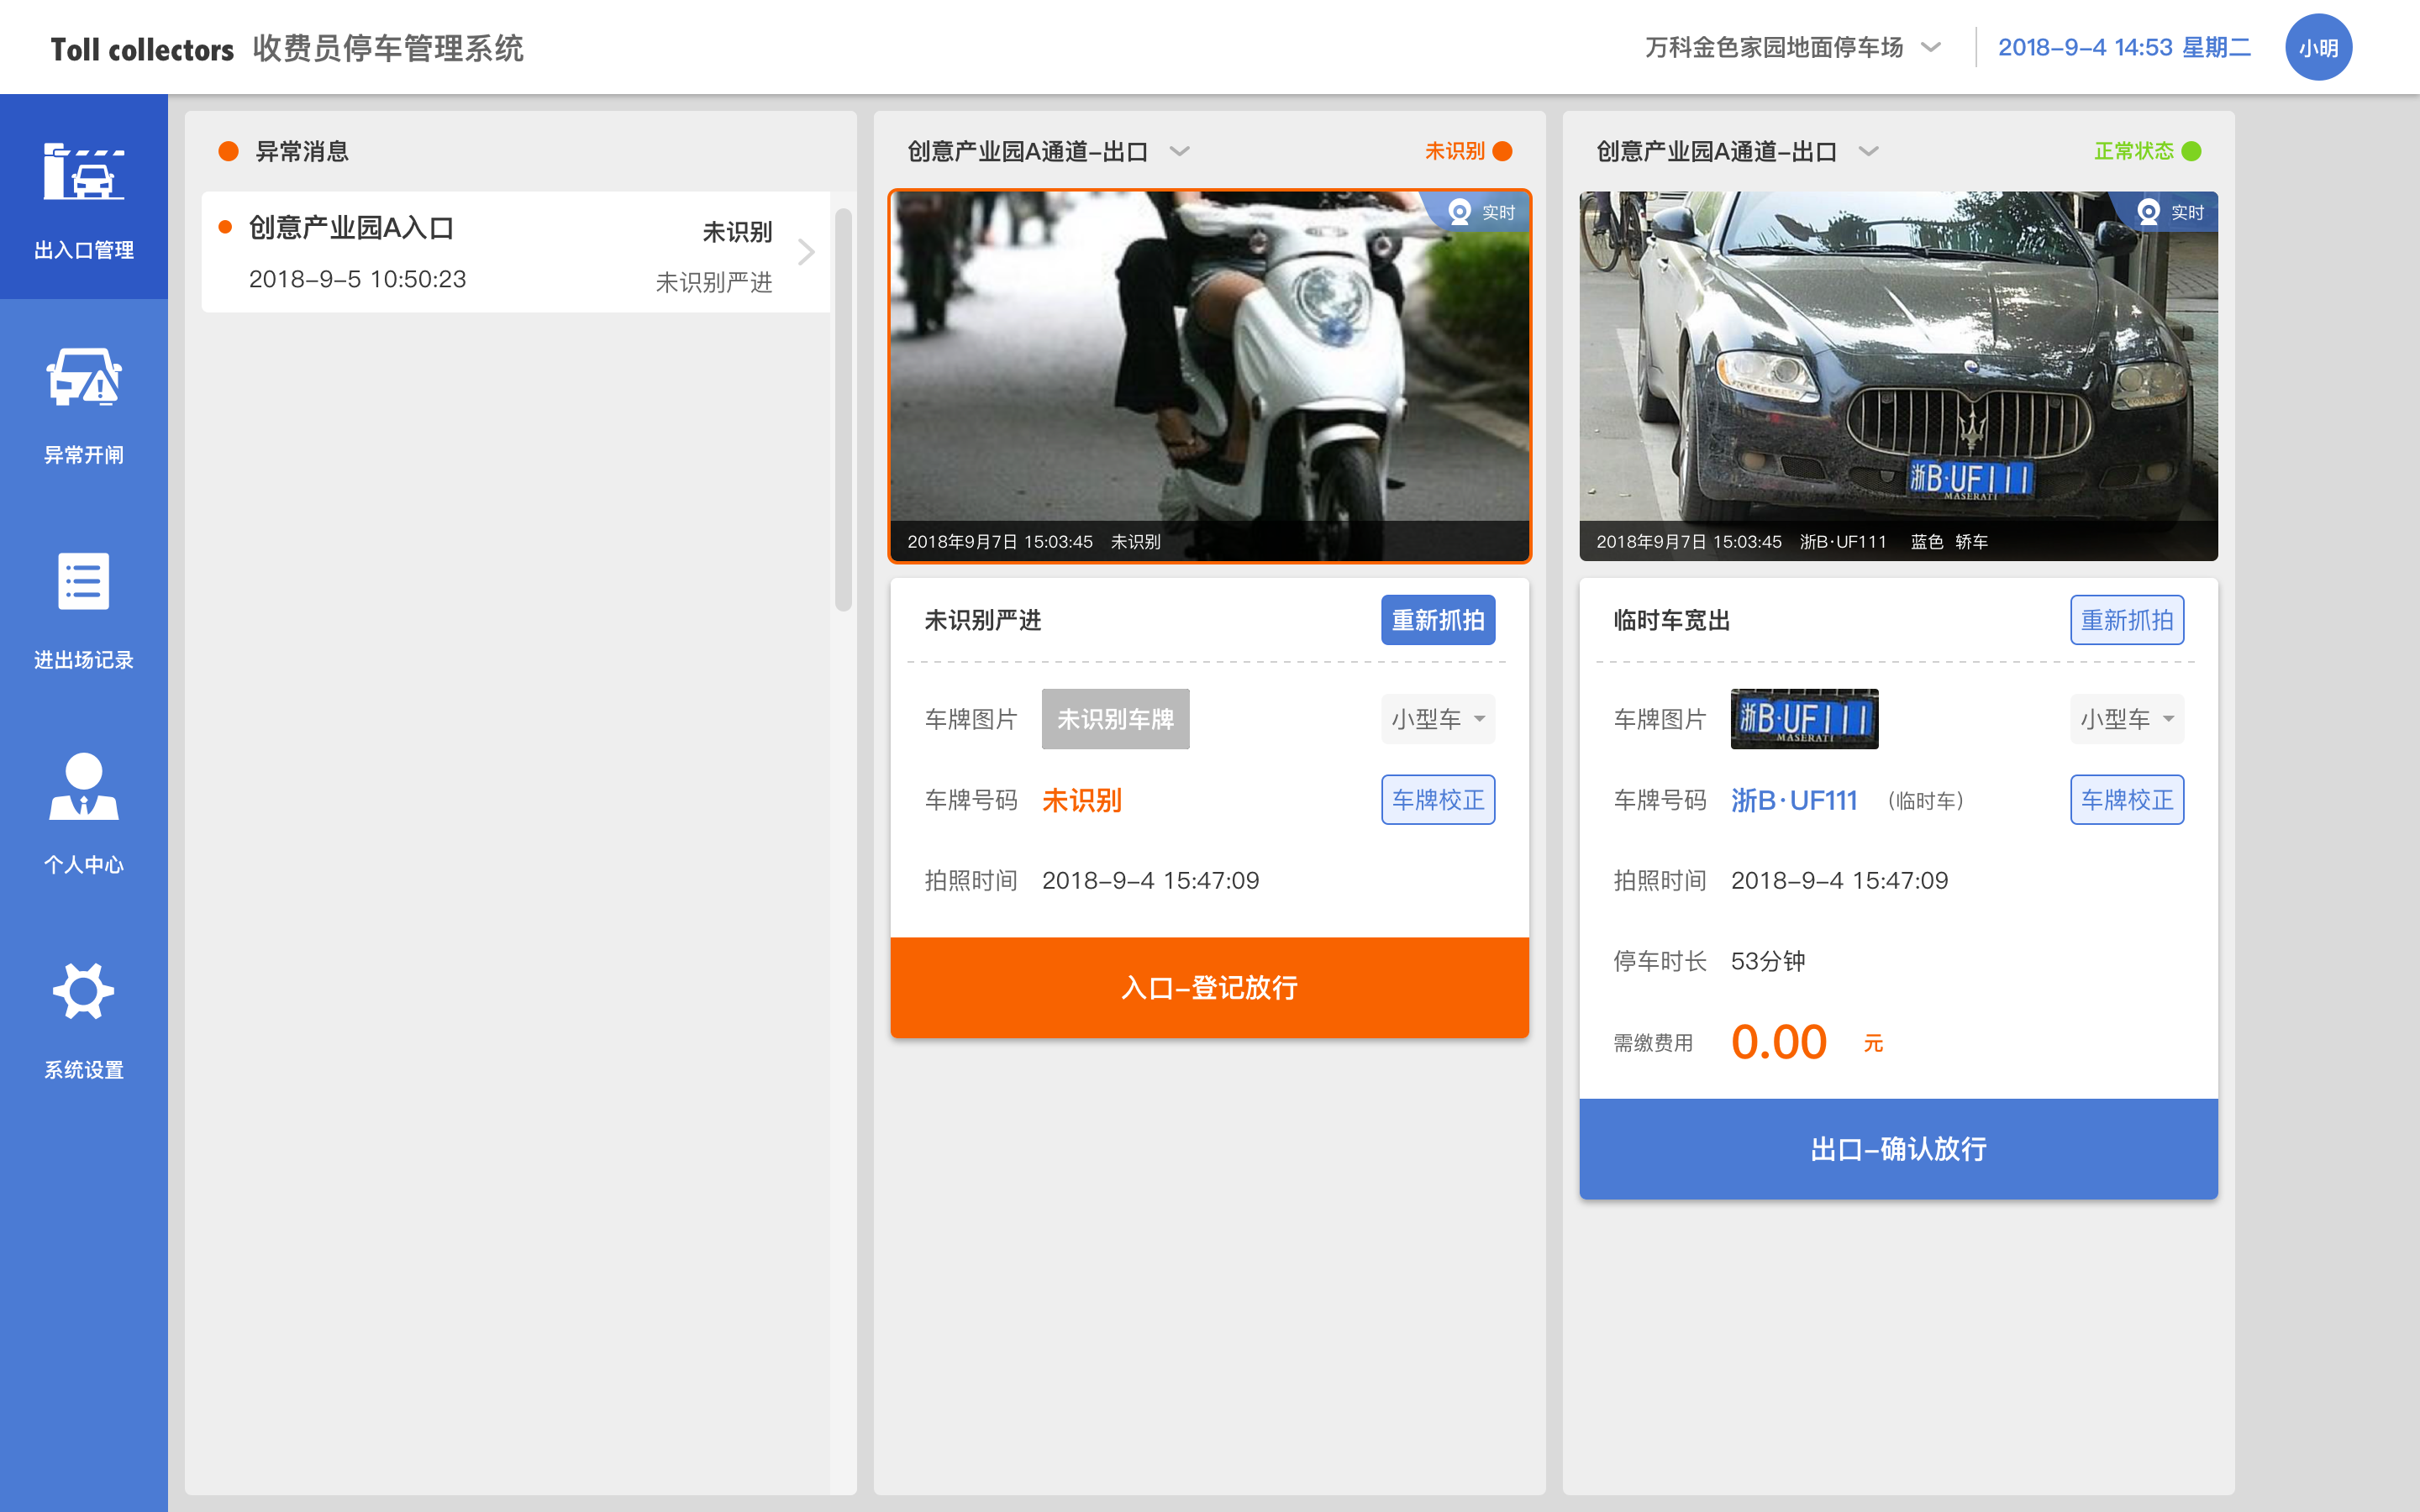 Toll collectors 收费员停车管理系统
万科金色家园地面停车场
2018-9-4 14:53 星期二
小明
出入口管理
异常开闸
进出场记录
个人中心
系统设置
异常消息
创意产业园A入口
未识别
2018-9-5 10:50:23
未识别严进
创意产业园A通道-出口
未识别
实时
2018年9月7日 15:03:45 未识别
未识别严进
重新抓拍
车牌图片
未识别车牌
小型车
车牌号码
未识别
车牌校正
拍照时间
2018-9-4 15:47:09
入口-登记放行
创意产业园A通道-出口
正常状态
实时
浙B·UF111
MASERATI
2018年9月7日 15:03:45 浙B·UF111 蓝色 轿车
临时车宽出
重新抓拍
车牌图片
浙B·UF111
MASERATI
小型车
车牌号码
浙B·UF111 (临时车)
车牌校正
拍照时间
2018-9-4 15:47:09
停车时长
53分钟
需缴费用
0.00 元
出口-确认放行